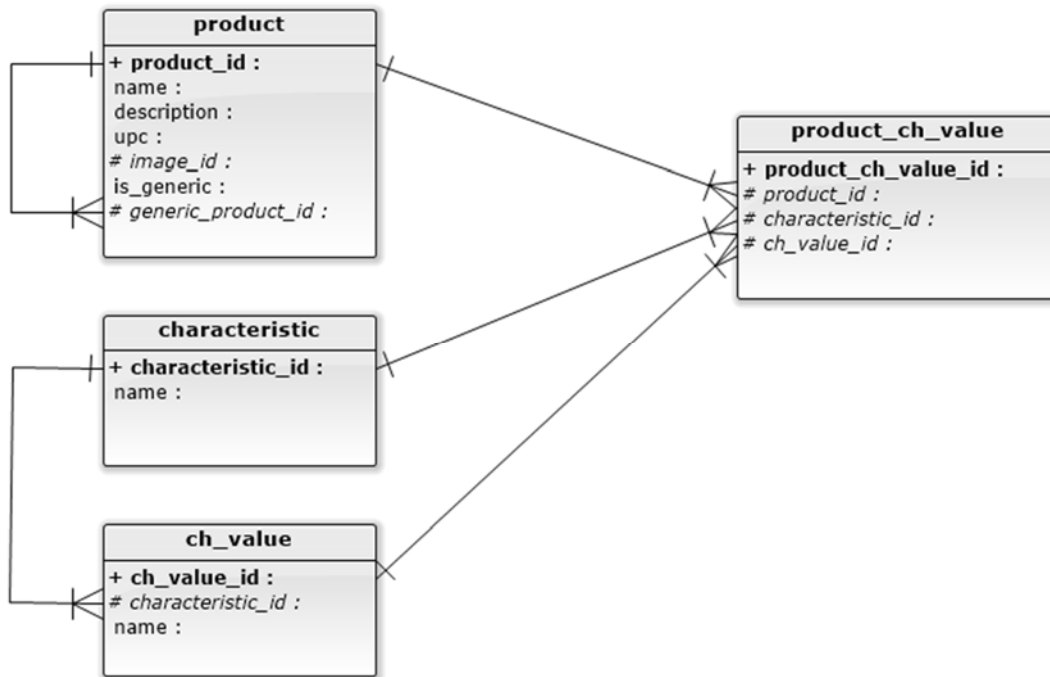 product
+ product_id :
name :
description :
upc :
# image_id :
is_generic :
# generic_product_id :
product_ch_value
+ product_ch_value_id :
# product_id :
# characteristic_id :
# ch_value_id :
characteristic
+ characteristic_id :
name :
ch_value
+ ch_value_id :
# characteristic_id :
name :